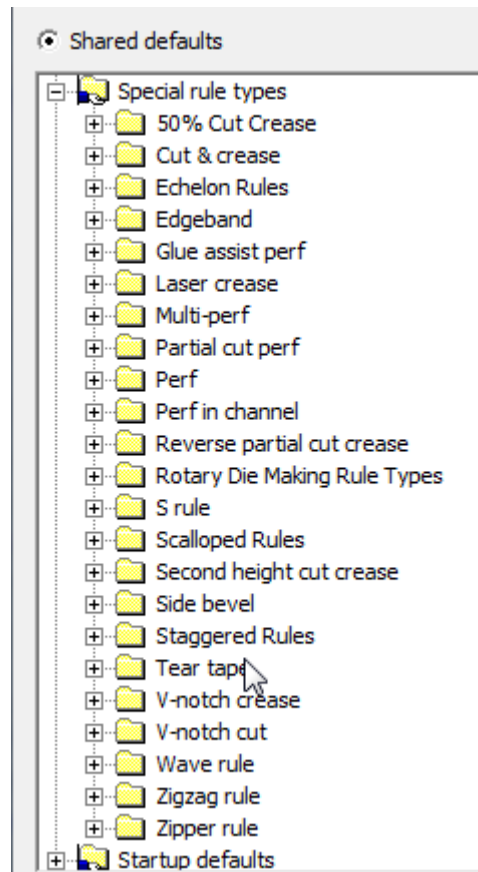 Shared defaults
Special rule types
50% Cut Crease
Cut & crease
Echelon Rules
Edgeband
Glue assist perf
Laser crease
Multi-perf
Partial cut perf
Perf
Perf in channel
Reverse partial cut crease
Rotary Die Making Rule Types
S rule
Scalloped Rules
Second height cut crease
Side bevel
Staggered Rules
Tear tape
V-notch crease
V-notch cut
Wave rule
Zigzag rule
Zipper rule
Startup defaults